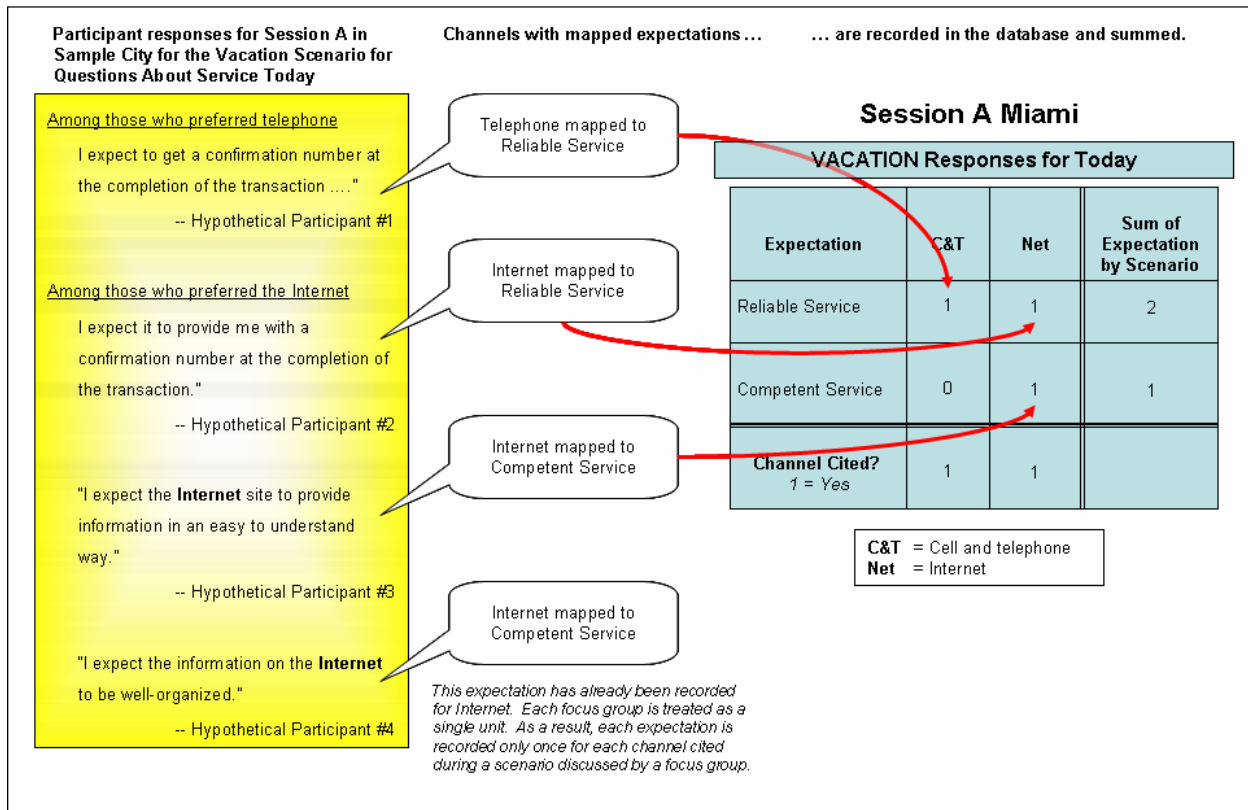 Participant responses for Session A in
Sample City for the Vacation Scenario for
Questions About Service Today
Channels with mapped expectations ...
... are recorded in the database and summed.
Among those who preferred telephone
I expect to get a confirmation number at
the completion of the transaction ...."
-- Hypothetical Participant #1
Among those who preferred the Internet
I expect it to provide me with a
confirmation number at the completion of
the transaction."
-- Hypothetical Participant #2
"I expect the Internet site to provide
information in an easy to understand
way."
-- Hypothetical Participant #3
"I expect the information on the Internet
to be well-organized."
-- Hypothetical Participant #4
Telephone mapped to
Reliable Service
Internet mapped to
Reliable Service
Internet mapped to
Competent Service
Internet mapped to
Competent Service
This expectation has already been recorded
for Internet. Each focus group is treated as a
single unit. As a result, each expectation is
recorded only once for each channel cited
during a scenario discussed by a focus group.
Session A Miami
VACATION Responses for Today
Expectation C&T Net Sum of
Expectation
by Scenario
Reliable Service 1 1 2
Competent Service 0 1 1
Channel Cited? 1 1
1 = Yes
C&T = Cell and telephone
Net = Internet